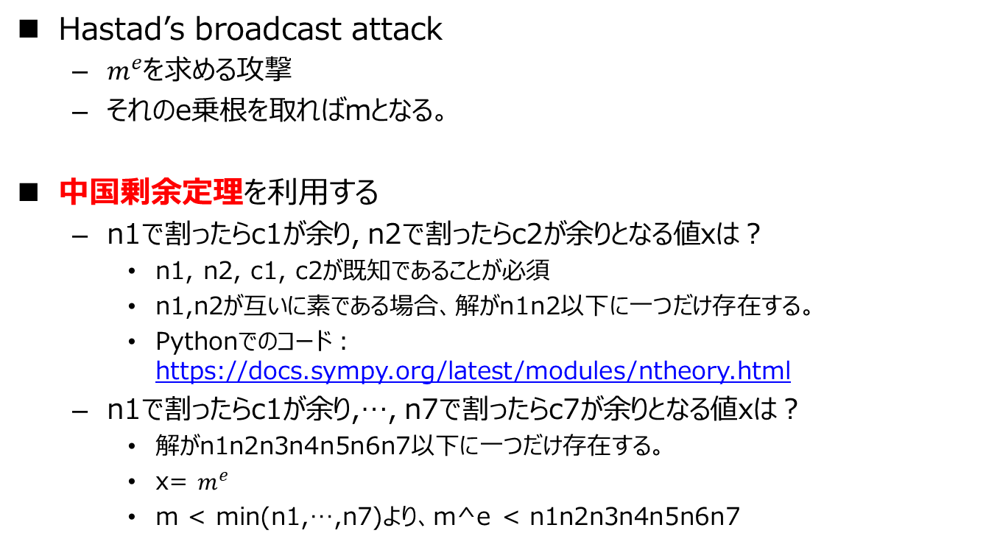 ■ Hastad’s broadcast attack
– 𝑚ᵉを求める攻撃
– それのe乗根を取ればmとなる。
■ 中国剰余定理を利用する
– n1で割ったらc1が余り, n2で割ったらc2が余りとなる値xは？
• n1, n2, c1, c2が既知であることが必須
• n1,n2が互いに素である場合、解がn1n2以下に一つだけ存在する。
• Pythonでのコード：
https://docs.sympy.org/latest/modules/ntheory.html
– n1で割ったらc1が余り,…, n7で割ったらc7が余りとなる値xは？
• 解がn1n2n3n4n5n6n7以下に一つだけ存在する。
• x= 𝑚ᵉ
• m < min(n1,…,n7)より、m^e < n1n2n3n4n5n6n7